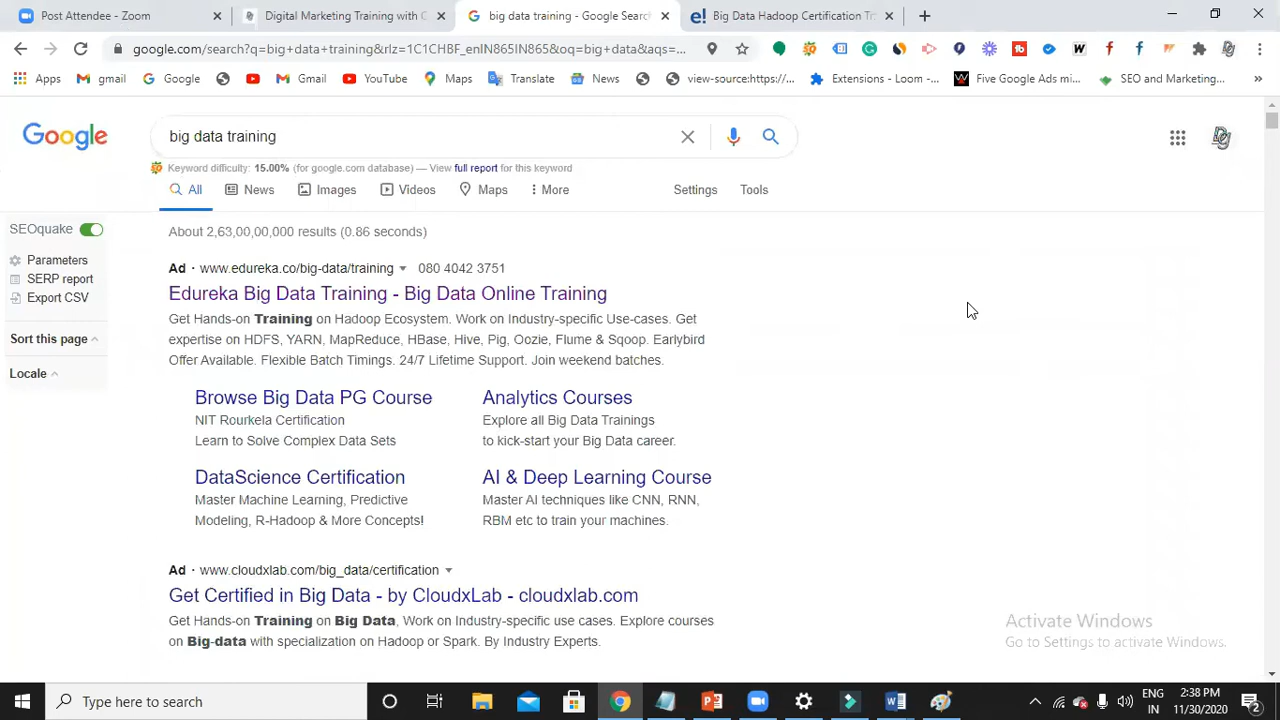 Post Attendee - Zoom
Digital Marketing Training with C
big data training - Google Search
Big Data Hadoop Certification Tr
google.com/search?q=big+data+training&rlz=1C1CHBF_enIN865IN865&oq=big+data&aqs=...
Apps
gmail
Google
Gmail
YouTube
Maps
Translate
News
view-source:https://...
Extensions - Loom -...
Five Google Ads mi...
SEO and Marketing...
Google
big data training
Keyword difficulty: 15.00% (for google.com database) — View full report for this keyword
All
News
Images
Videos
Maps
More
Settings
Tools
SEOquake
Parameters
SERP report
Export CSV
Sort this page
Locale
About 2,63,00,00,000 results (0.86 seconds)
Ad · www.edureka.co/big-data/training 080 4042 3751
Edureka Big Data Training - Big Data Online Training
Get Hands-on Training on Hadoop Ecosystem. Work on Industry-specific Use-cases. Get
expertise on HDFS, YARN, MapReduce, HBase, Hive, Pig, Oozie, Flume & Sqoop. Earlybird
Offer Available. Flexible Batch Timings. 24/7 Lifetime Support. Join weekend batches.
Browse Big Data PG Course
NIT Rourkela Certification
Learn to Solve Complex Data Sets
Analytics Courses
Explore all Big Data Trainings
to kick-start your Big Data career.
DataScience Certification
Master Machine Learning, Predictive
Modeling, R-Hadoop & More Concepts!
AI & Deep Learning Course
Master AI techniques like CNN, RNN,
RBM etc to train your machines.
Ad · www.cloudxlab.com/big_data/certification
Get Certified in Big Data - by CloudxLab - cloudxlab.com
Get Hands-on Training on Big Data, Work on Industry-specific use cases. Explore courses
on Big-data with specialization on Hadoop or Spark. By Industry Experts.
Activate Windows
Go to Settings to activate Windows.
Type here to search
ENG
IN
2:38 PM
11/30/2020
2